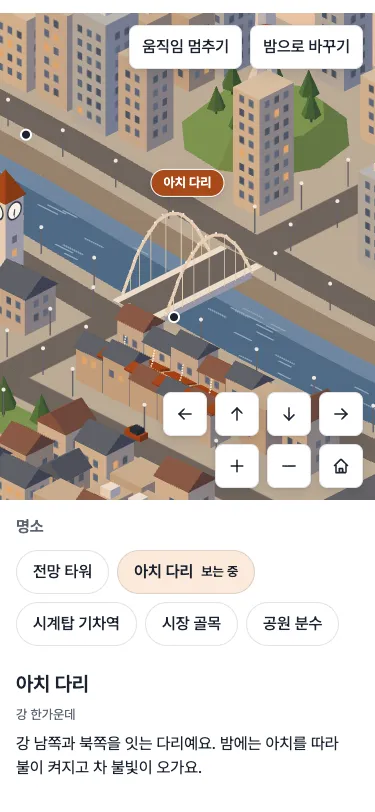 움직임 멈추기
밤으로 바꾸기
아치 다리
명소
전망 타워
아치 다리 보는 중
시계탑 기차역
시장 골목
공원 분수
아치 다리
강 한가운데
강 남쪽과 북쪽을 잇는 다리예요. 밤에는 아치를 따라
불이 켜지고 차 불빛이 오가요.